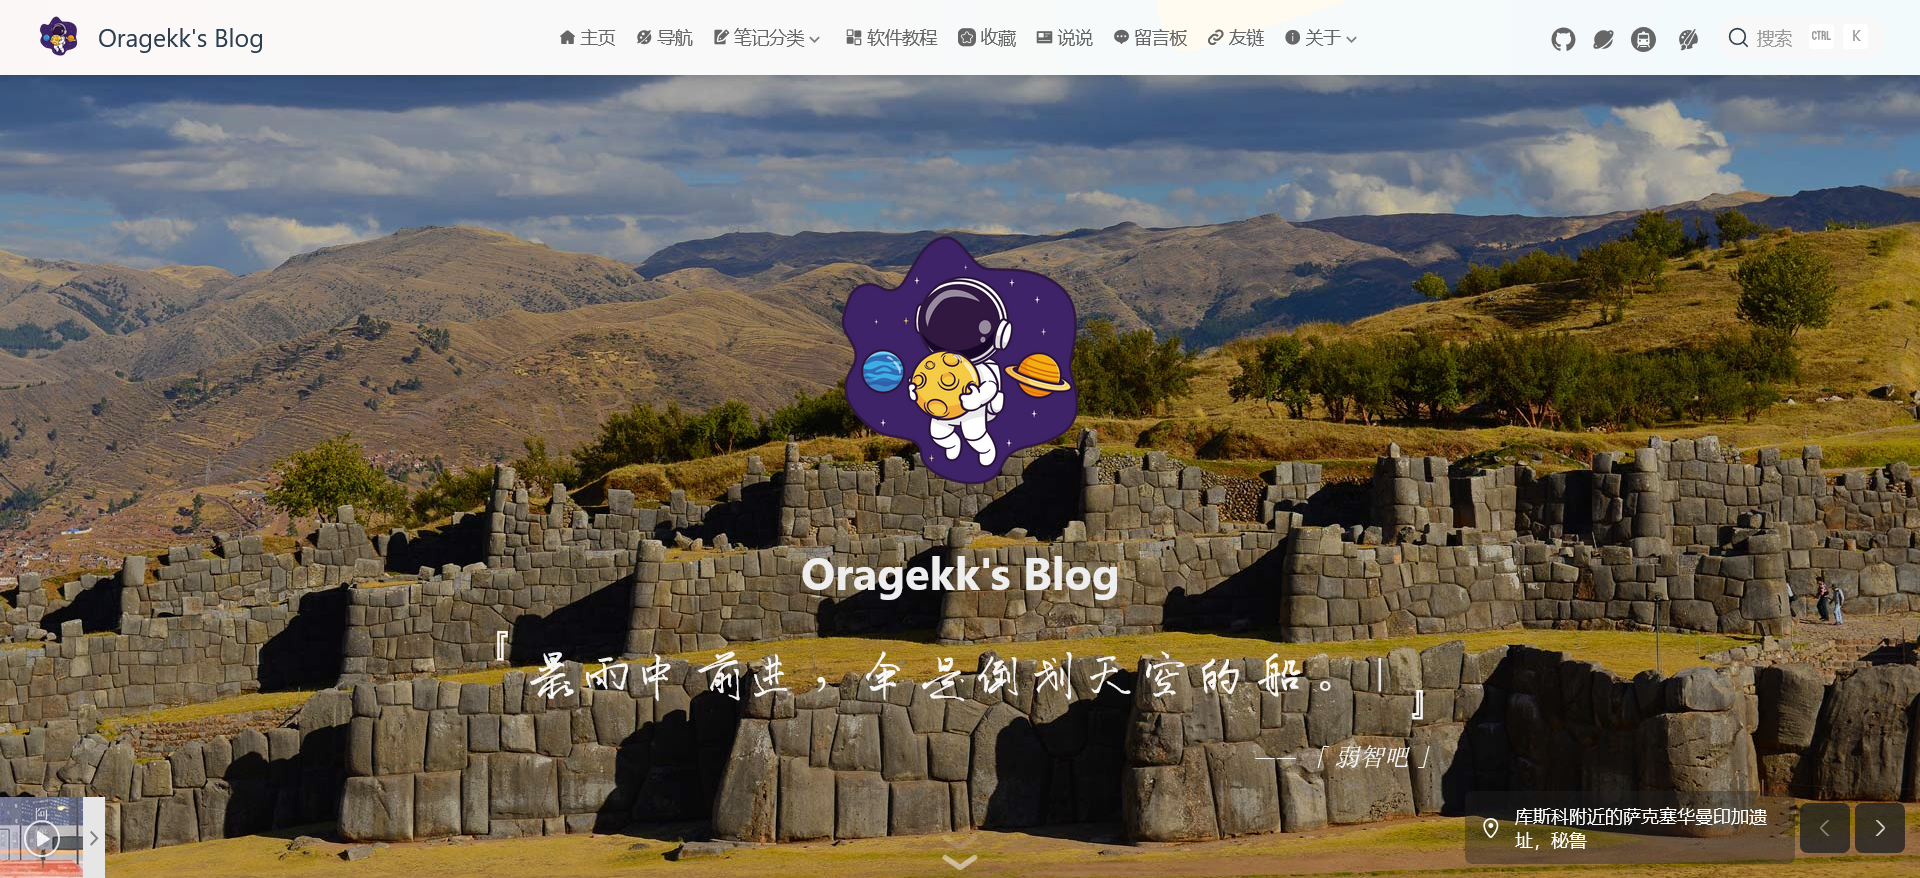 Oragekk's Blog
主页 导航 笔记分类 软件教程 收藏 说说 留言板 友链 关于
搜索 CTRL K
Oragekk's Blog
『最雨中前进，伞是倒划天空的船。|』
—— 「弱智吧」
库斯科附近的萨克塞华曼印加遗
址，秘鲁